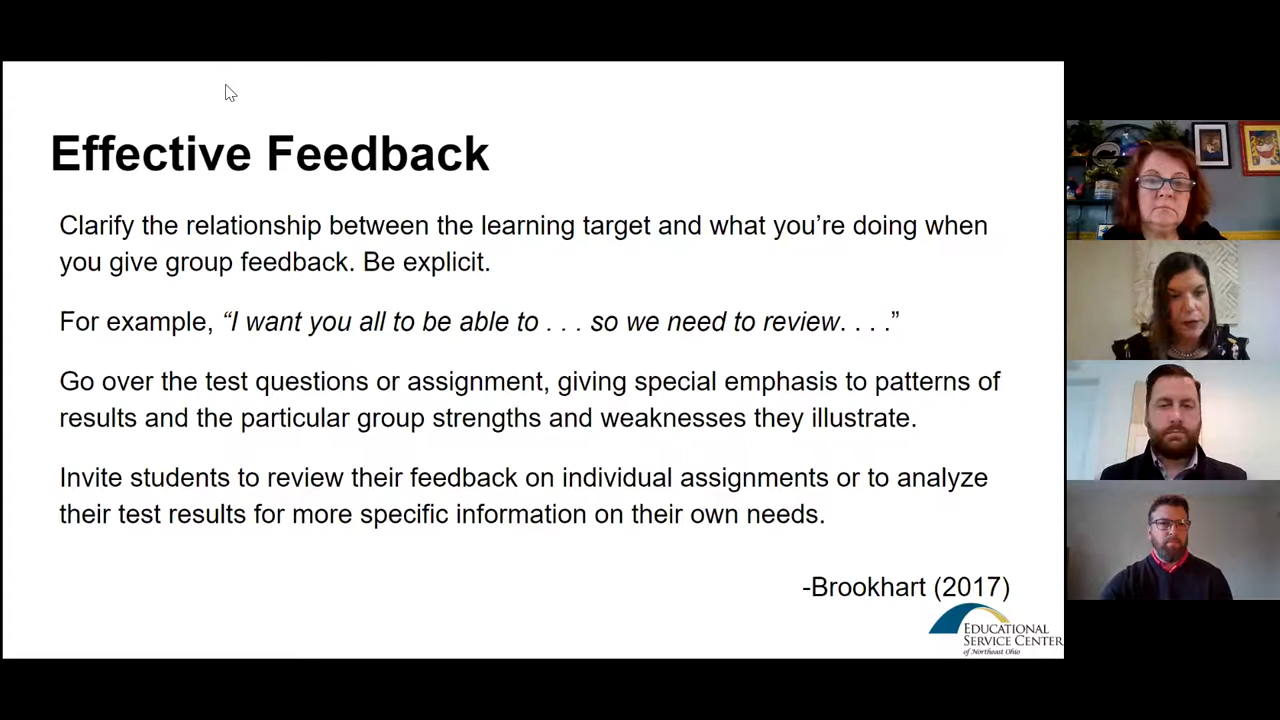 Effective Feedback
Clarify the relationship between the learning target and what you’re doing when
you give group feedback. Be explicit.
For example, “I want you all to be able to . . . so we need to review. . . .”
Go over the test questions or assignment, giving special emphasis to patterns of
results and the particular group strengths and weaknesses they illustrate.
Invite students to review their feedback on individual assignments or to analyze
their test results for more specific information on their own needs.
-Brookhart (2017)
EDUCATIONAL
SERVICE CENTER
of Northeast Ohio